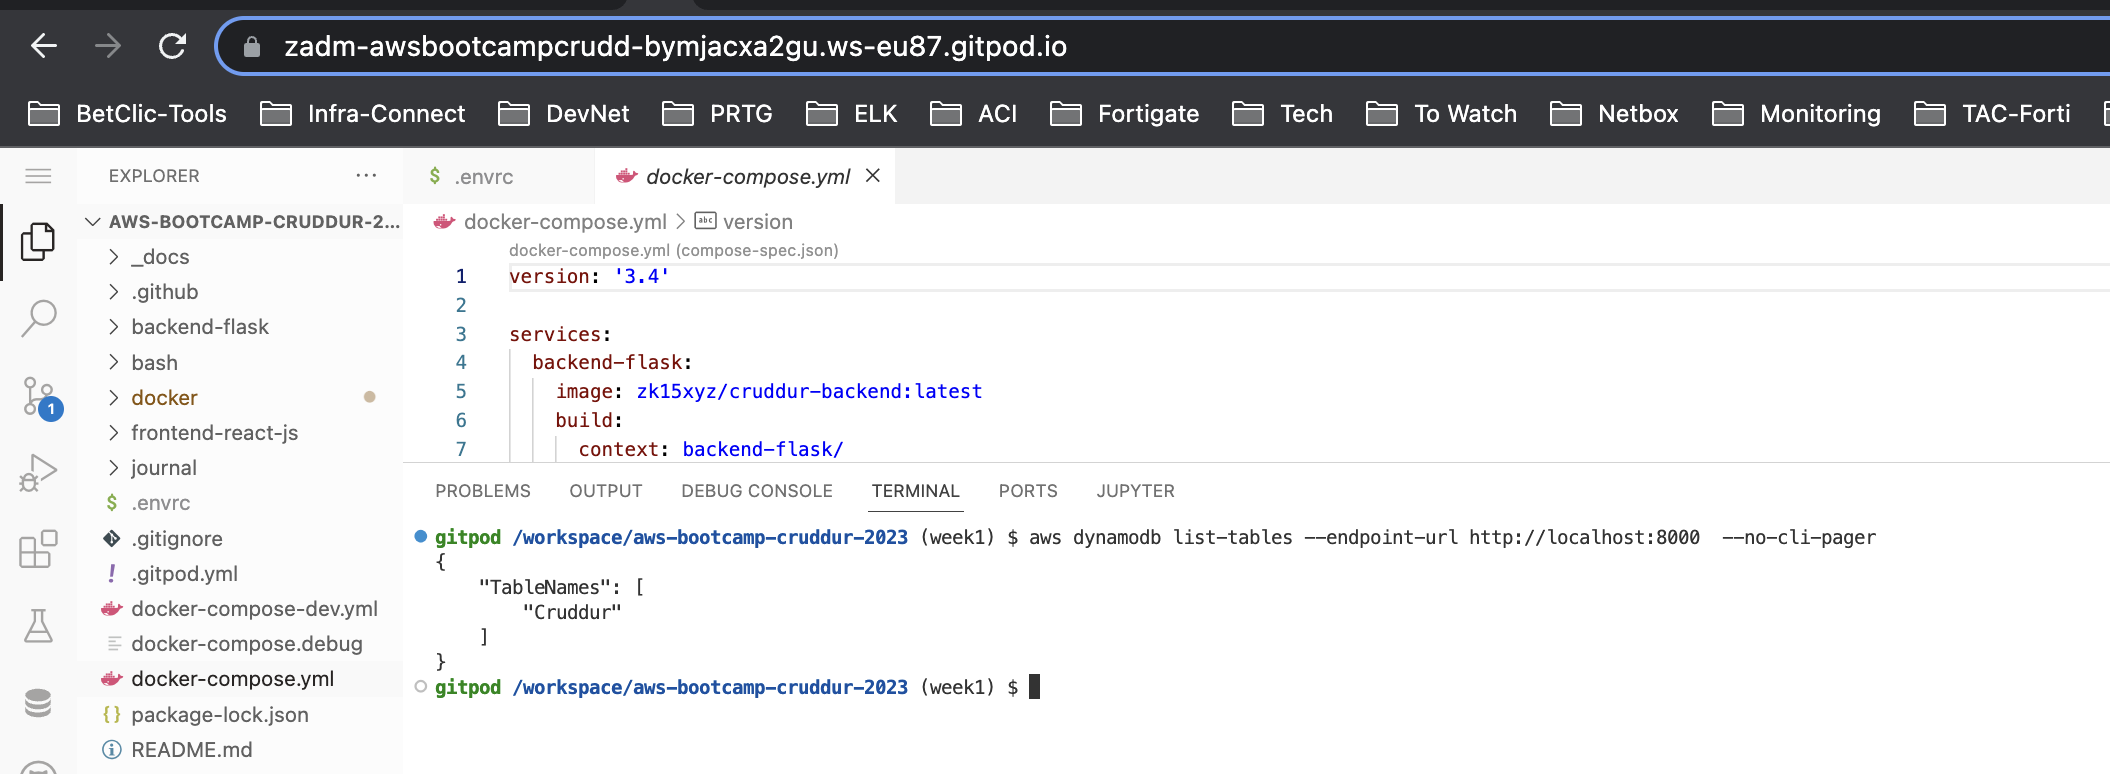 zadm-awsbootcampcrudd-bymjacxa2gu.ws-eu87.gitpod.io
BetClic-Tools Infra-Connect DevNet PRTG ELK ACI Fortigate Tech To Watch Netbox Monitoring TAC-Forti
EXPLORER ...
AWS-BOOTCAMP-CRUDDUR-2...
_docs
.github
backend-flask
bash
docker
frontend-react-js
journal
$ .envrc
.gitignore
! .gitpod.yml
docker-compose-dev.yml
docker-compose.debug
docker-compose.yml
{} package-lock.json
README.md
1
$ .envrc docker-compose.yml
docker-compose.yml > abc version
docker-compose.yml (compose-spec.json)
1 version: '3.4'
2
3 services:
4 backend-flask:
5 image: zk15xyz/cruddur-backend:latest
6 build:
7 context: backend-flask/
PROBLEMS OUTPUT DEBUG CONSOLE TERMINAL PORTS JUPYTER
gitpod /workspace/aws-bootcamp-cruddur-2023 (week1) $ aws dynamodb list-tables --endpoint-url http://localhost:8000 --no-cli-pager
{
"TableNames": [
"Cruddur"
]
}
gitpod /workspace/aws-bootcamp-cruddur-2023 (week1) $